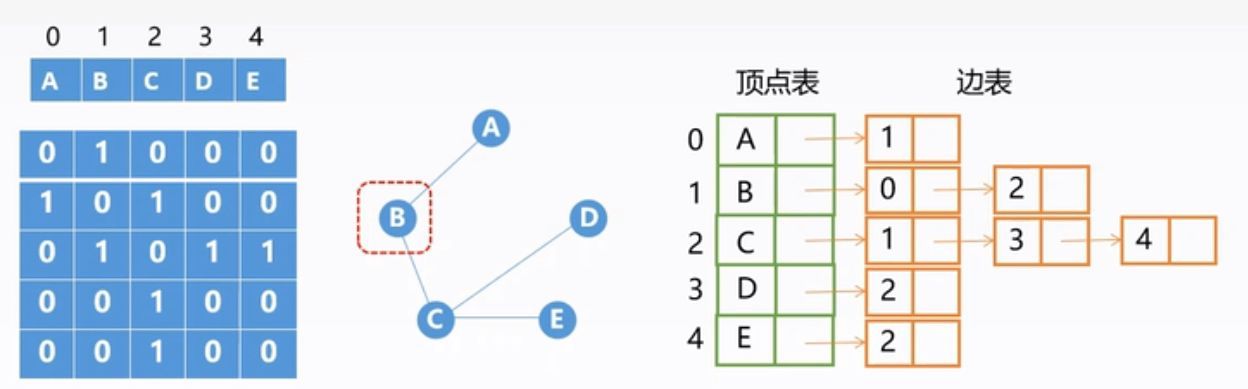 0 1 2 3 4
A B C D E
0 1 0 0 0
1 0 1 0 0
0 1 0 1 1
0 0 1 0 0
0 0 1 0 0
A
B
D
C
E
顶点表 边表
0 A 1
1 B 0 2
2 C 1 3 4
3 D 2
4 E 2